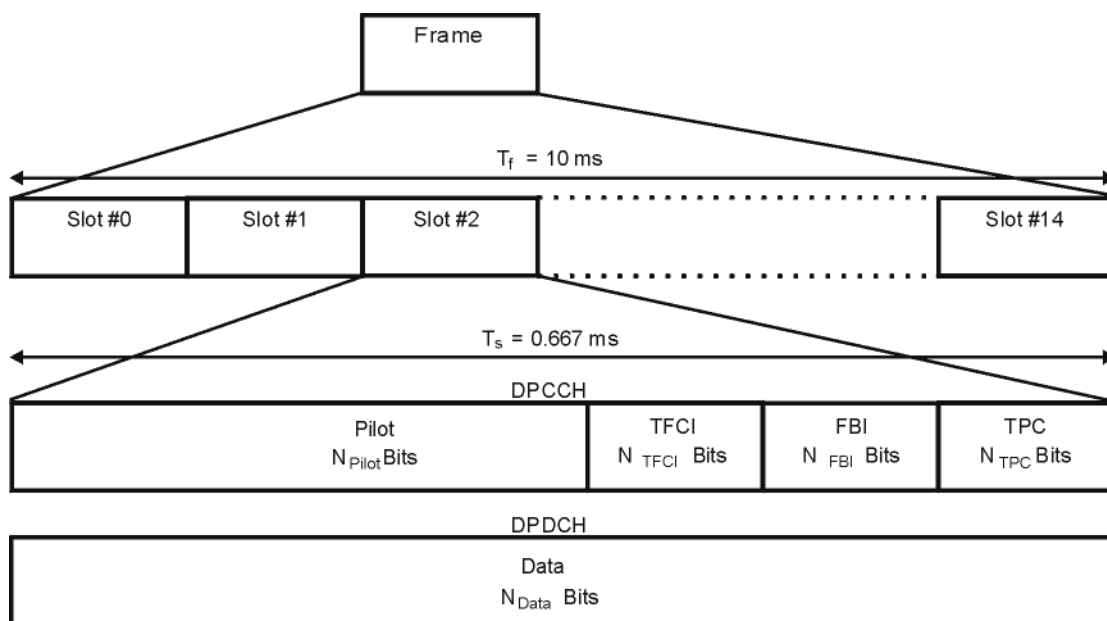 Frame
T_f = 10 ms
Slot #0 Slot #1 Slot #2 Slot #14
T_s = 0.667 ms
DPCCH
Pilot TFCI FBI TPC
N_Pilot Bits N_TFCI Bits N_FBI Bits N_TPC Bits
DPDCH
Data
N_Data Bits